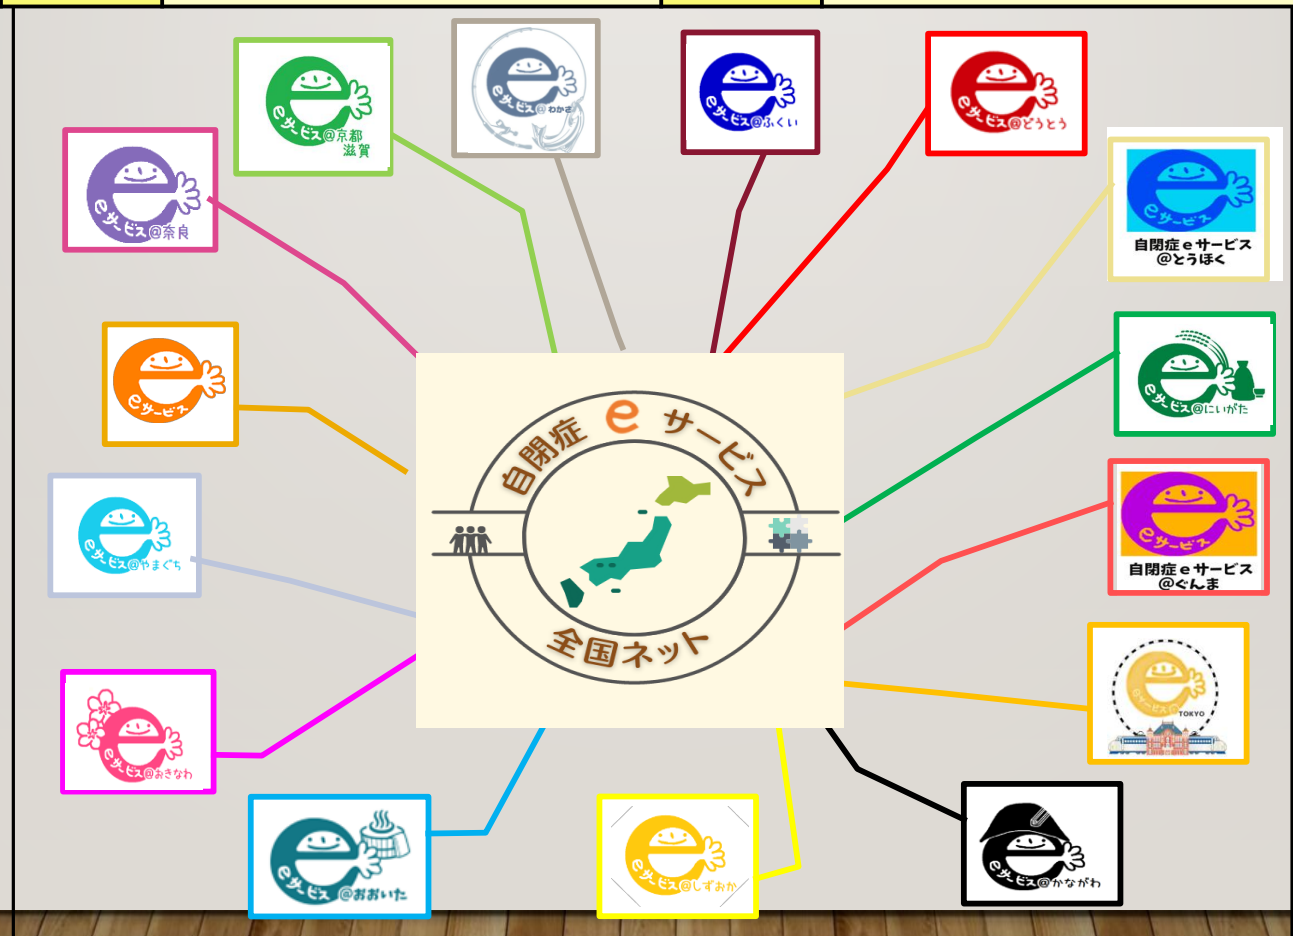 eサービス@京都
滋賀
eサービス@わかさ
eサービス@ふくい
eサービス@どうとう
eサービス@奈良
eサービス
自閉症eサービス
@とうほく
eサービス
eサービス@にいがた
自閉症 e サービス
全国ネット
eサービス@やまぐち
eサービス
自閉症eサービス
@ぐんま
eサービス@
TOKYO
eサービス@おきなわ
eサービス@おおいた
eサービス@しずおか
eサービス@かながわ